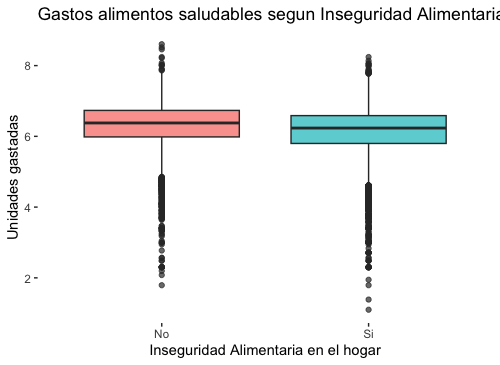 Gastos alimentos saludables segun Inseguridad Alimentaria
Unidades gastadas
8
6
4
2
No
Si
Inseguridad Alimentaria en el hogar